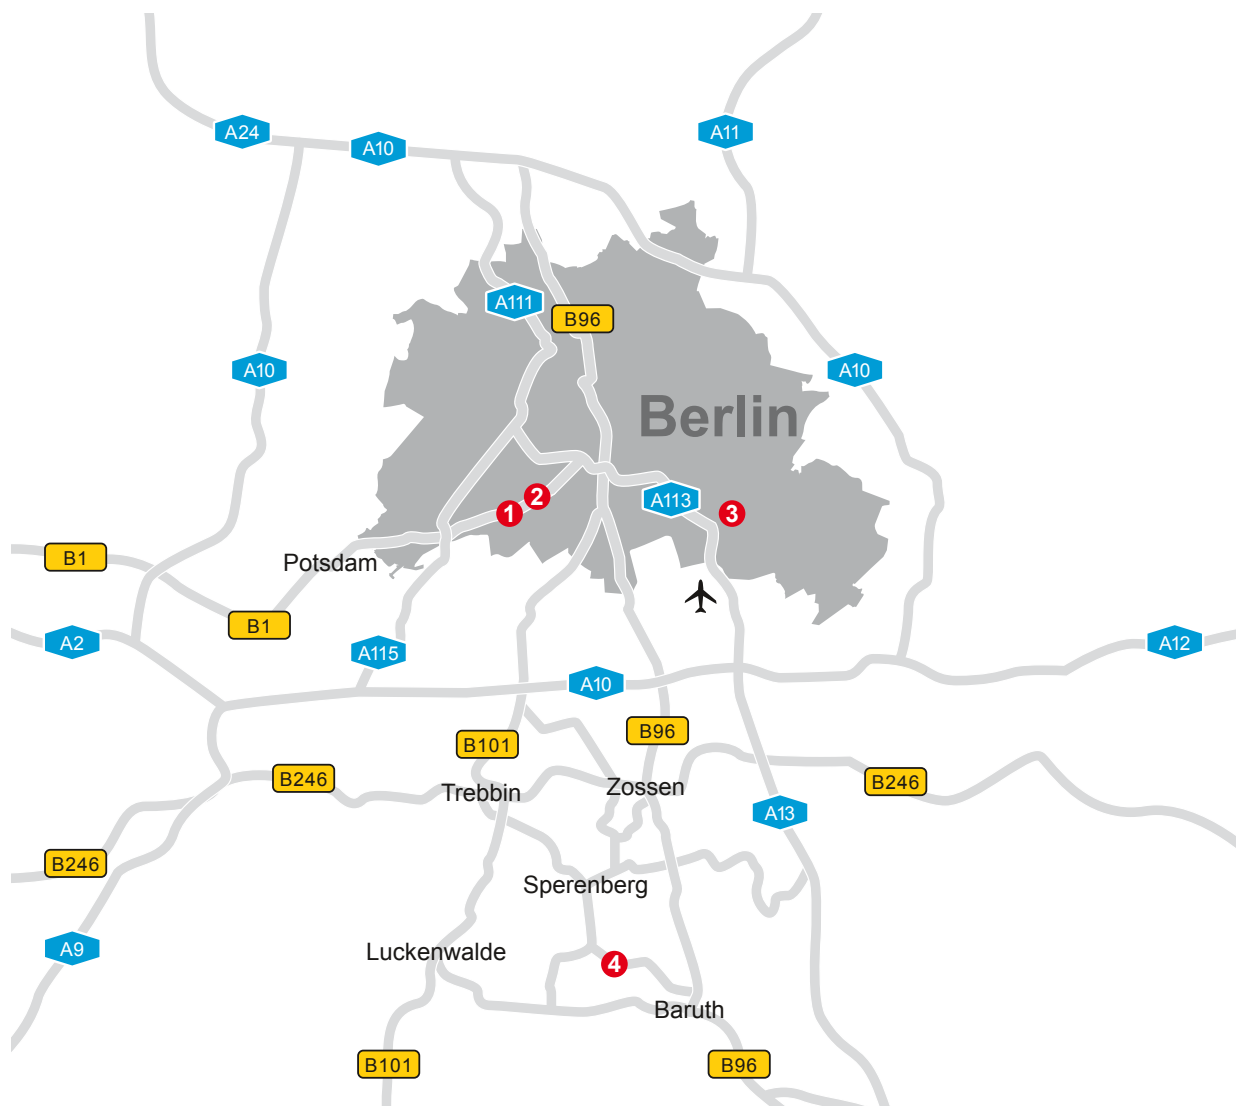 A24
A10
A11
A111
B96
A10
A10
Berlin
A113
1
2
3
B1
Potsdam
B1
A2
A115
A12
A10
B96
B101
B246
B246
Trebbin
Zossen
A13
B246
Sperenberg
A9
Luckenwalde
4
Baruth
B101
B96